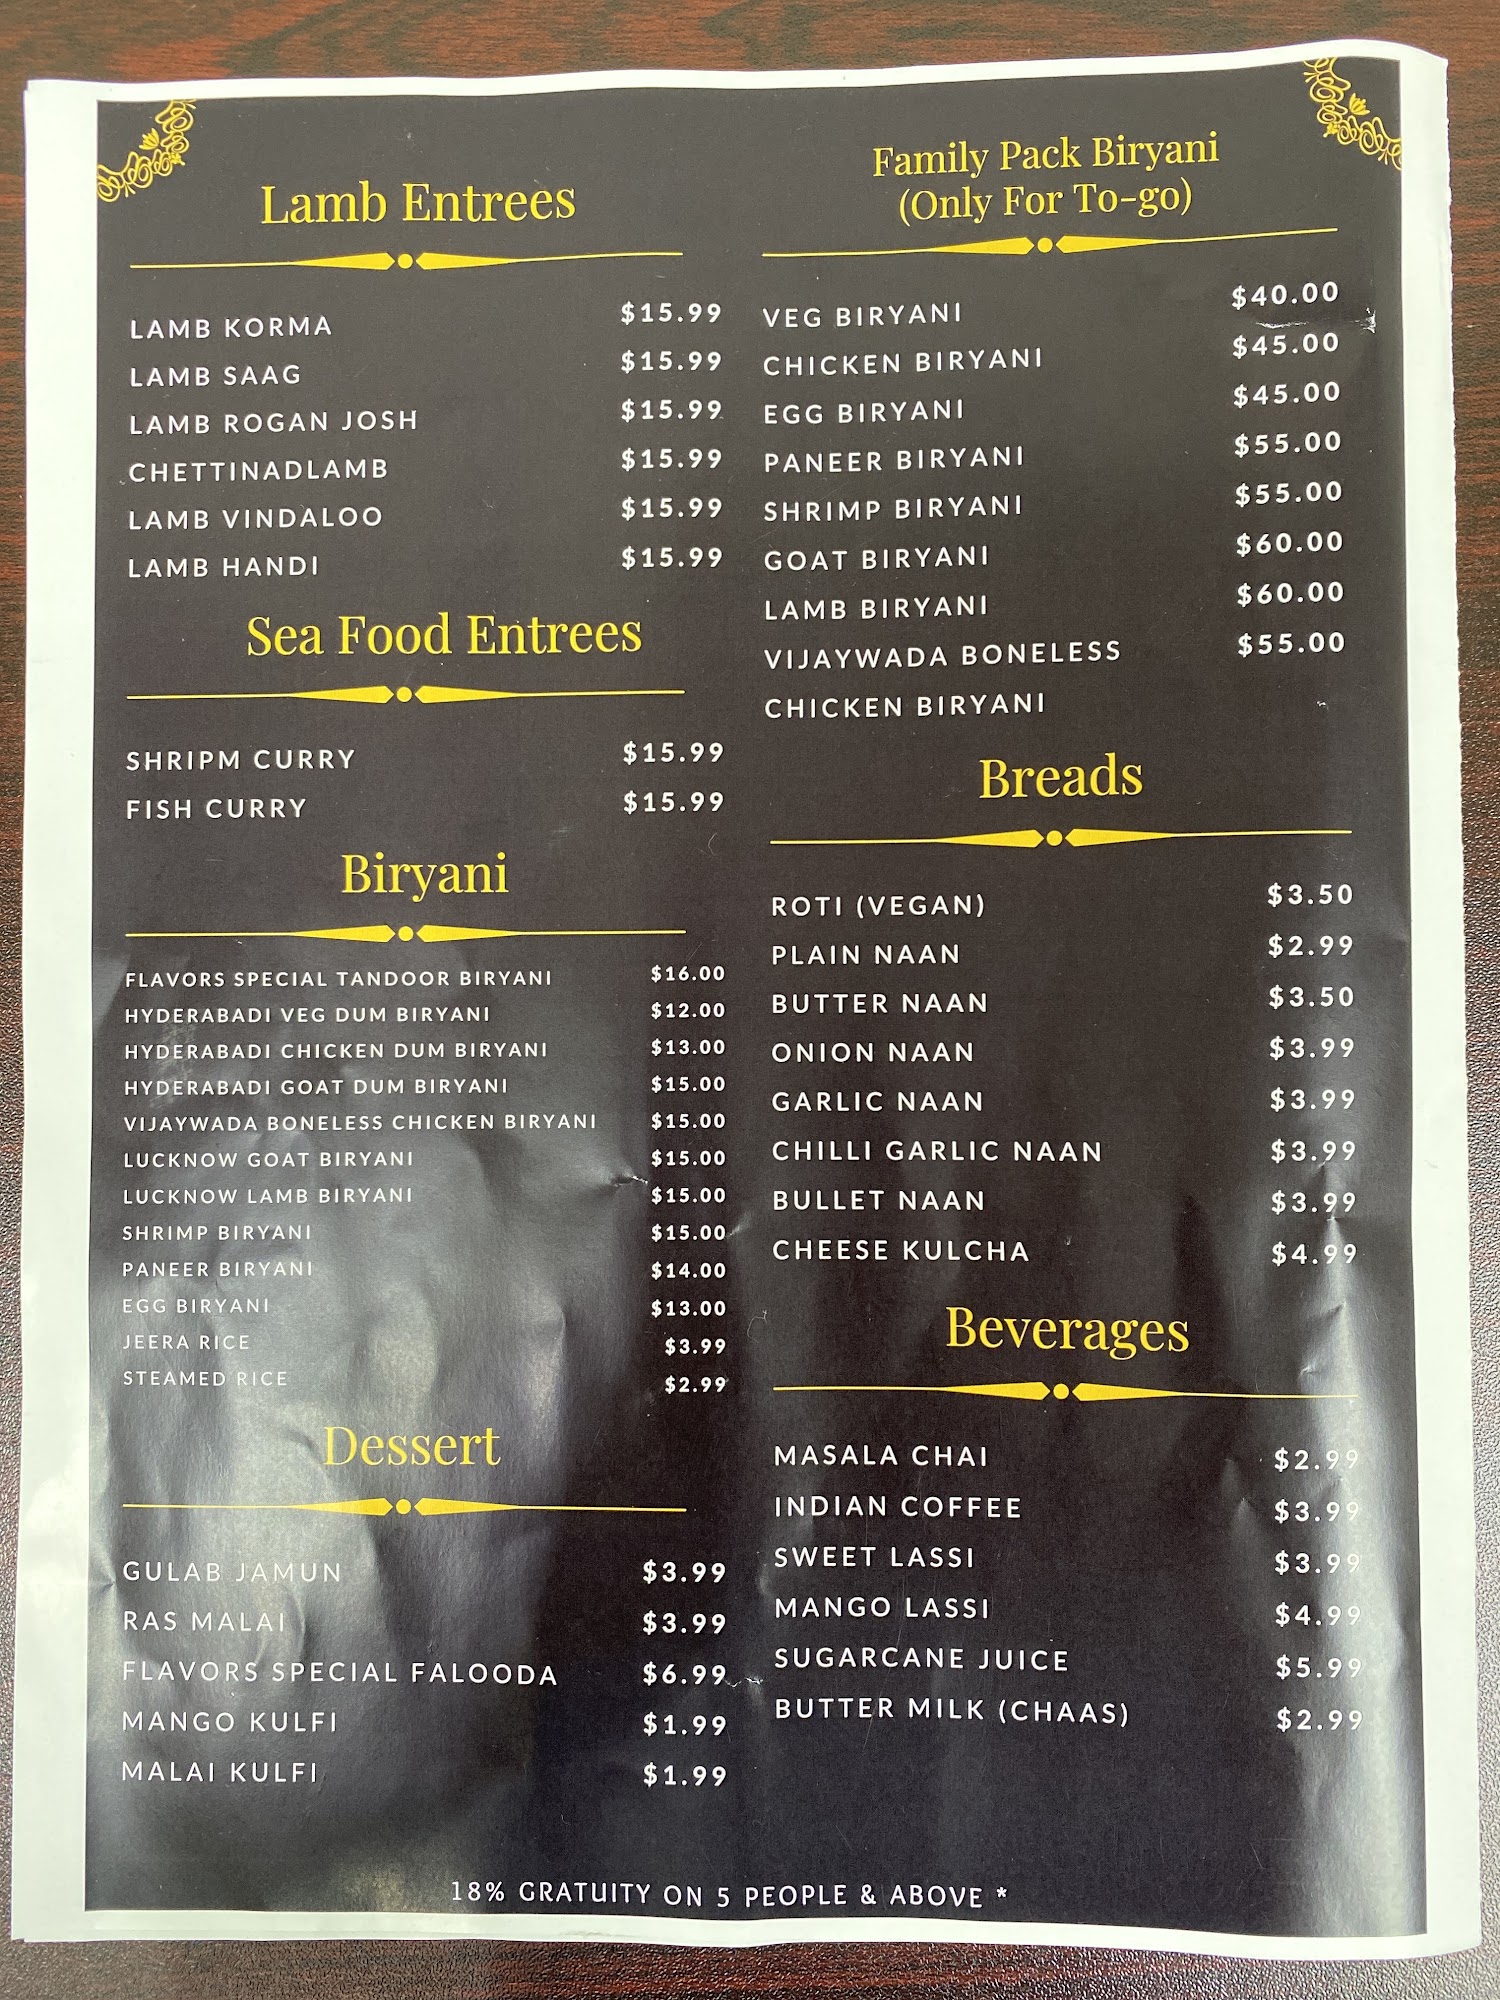 Lamb Entrees
LAMB KORMA $15.99
LAMB SAAG $15.99
LAMB ROGAN JOSH $15.99
CHETTINADLAMB $15.99
LAMB VINDALOO $15.99
LAMB HANDI $15.99
Sea Food Entrees
SHRIPM CURRY $15.99
FISH CURRY $15.99
Biryani
FLAVORS SPECIAL TANDOOR BIRYANI $16.00
HYDERABADI VEG DUM BIRYANI $12.00
HYDERABADI CHICKEN DUM BIRYANI $13.00
HYDERABADI GOAT DUM BIRYANI $15.00
VIJAYWADA BONELESS CHICKEN BIRYANI $15.00
LUCKNOW GOAT BIRYANI $15.00
LUCKNOW LAMB BIRYANI $15.00
SHRIMP BIRYANI $15.00
PANEER BIRYANI $14.00
EGG BIRYANI $13.00
JEERA RICE $3.99
STEAMED RICE $2.99
Dessert
GULAB JAMUN $3.99
RAS MALAI $3.99
FLAVORS SPECIAL FALOODA $6.99
MANGO KULFI $1.99
MALAI KULFI $1.99
Family Pack Biryani
(Only For To-go)
VEG BIRYANI $40.00
CHICKEN BIRYANI $45.00
EGG BIRYANI $45.00
PANEER BIRYANI $55.00
SHRIMP BIRYANI $55.00
GOAT BIRYANI $60.00
LAMB BIRYANI $60.00
VIJAYWADA BONELESS $55.00
CHICKEN BIRYANI
Breads
ROTI (VEGAN) $3.50
PLAIN NAAN $2.99
BUTTER NAAN $3.50
ONION NAAN $3.99
GARLIC NAAN $3.99
CHILLI GARLIC NAAN $3.99
BULLET NAAN $3.99
CHEESE KULCHA $4.99
Beverages
MASALA CHAI $2.99
INDIAN COFFEE $3.99
SWEET LASSI $3.99
MANGO LASSI $4.99
SUGARCANE JUICE $5.99
BUTTER MILK (CHAAS) $2.99
18% GRATUITY ON 5 PEOPLE & ABOVE *